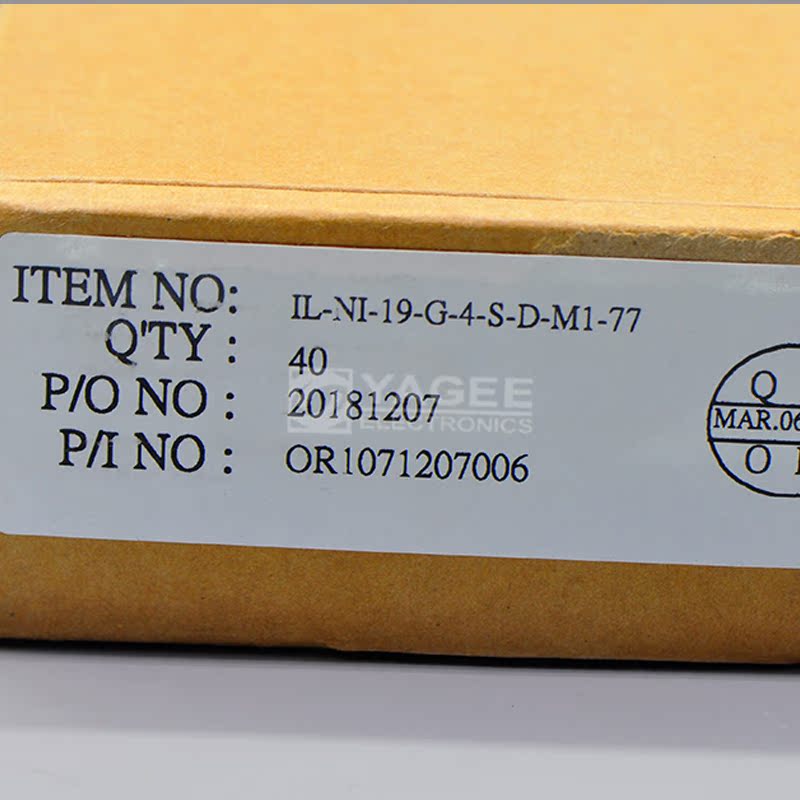 ITEM NO: IL-NI-19-G-4-S-D-M1-77
Q'TY : 40
P/O NO : 20181207
P/I NO : OR1071207006
YAGEE
ELECTRONICS
Q
MAR.06
O